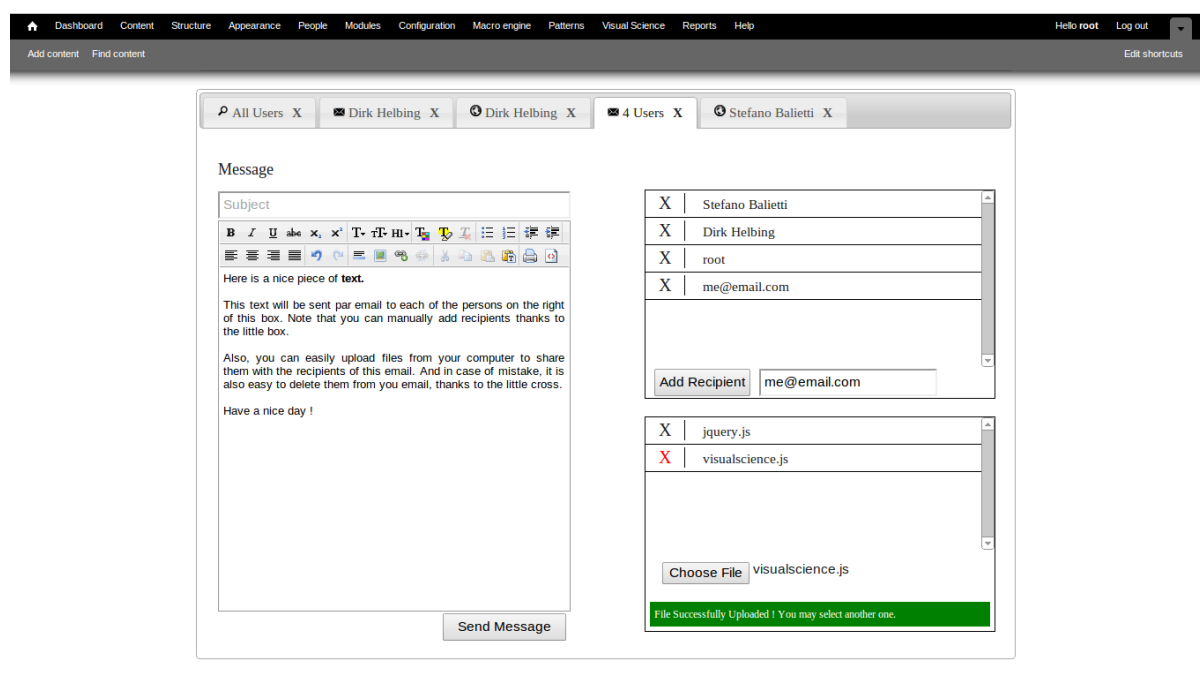 Dashboard Content Structure Appearance People Modules Configuration Macro engine Patterns Visual Science Reports Help Hello root Log out
Add content Find content Edit shortcuts
All Users X Dirk Helbing X Dirk Helbing X 4 Users X Stefano Balietti X
Message
Subject
B I U abc X, X² T T H1 T T T
Here is a nice piece of text.
This text will be sent par email to each of the persons on the right
of this box. Note that you can manually add recipients thanks to
the little box.
Also, you can easily upload files from your computer to share
them with the recipients of this email. And in case of mistake, it is
also easy to delete them from you email, thanks to the little cross.
Have a nice day !
Send Message
X Stefano Balietti
X Dirk Helbing
X root
X me@email.com
Add Recipient me@email.com
X jquery.js
X visualscience.js
Choose File visualscience.js
File Successfully Uploaded ! You may select another one.